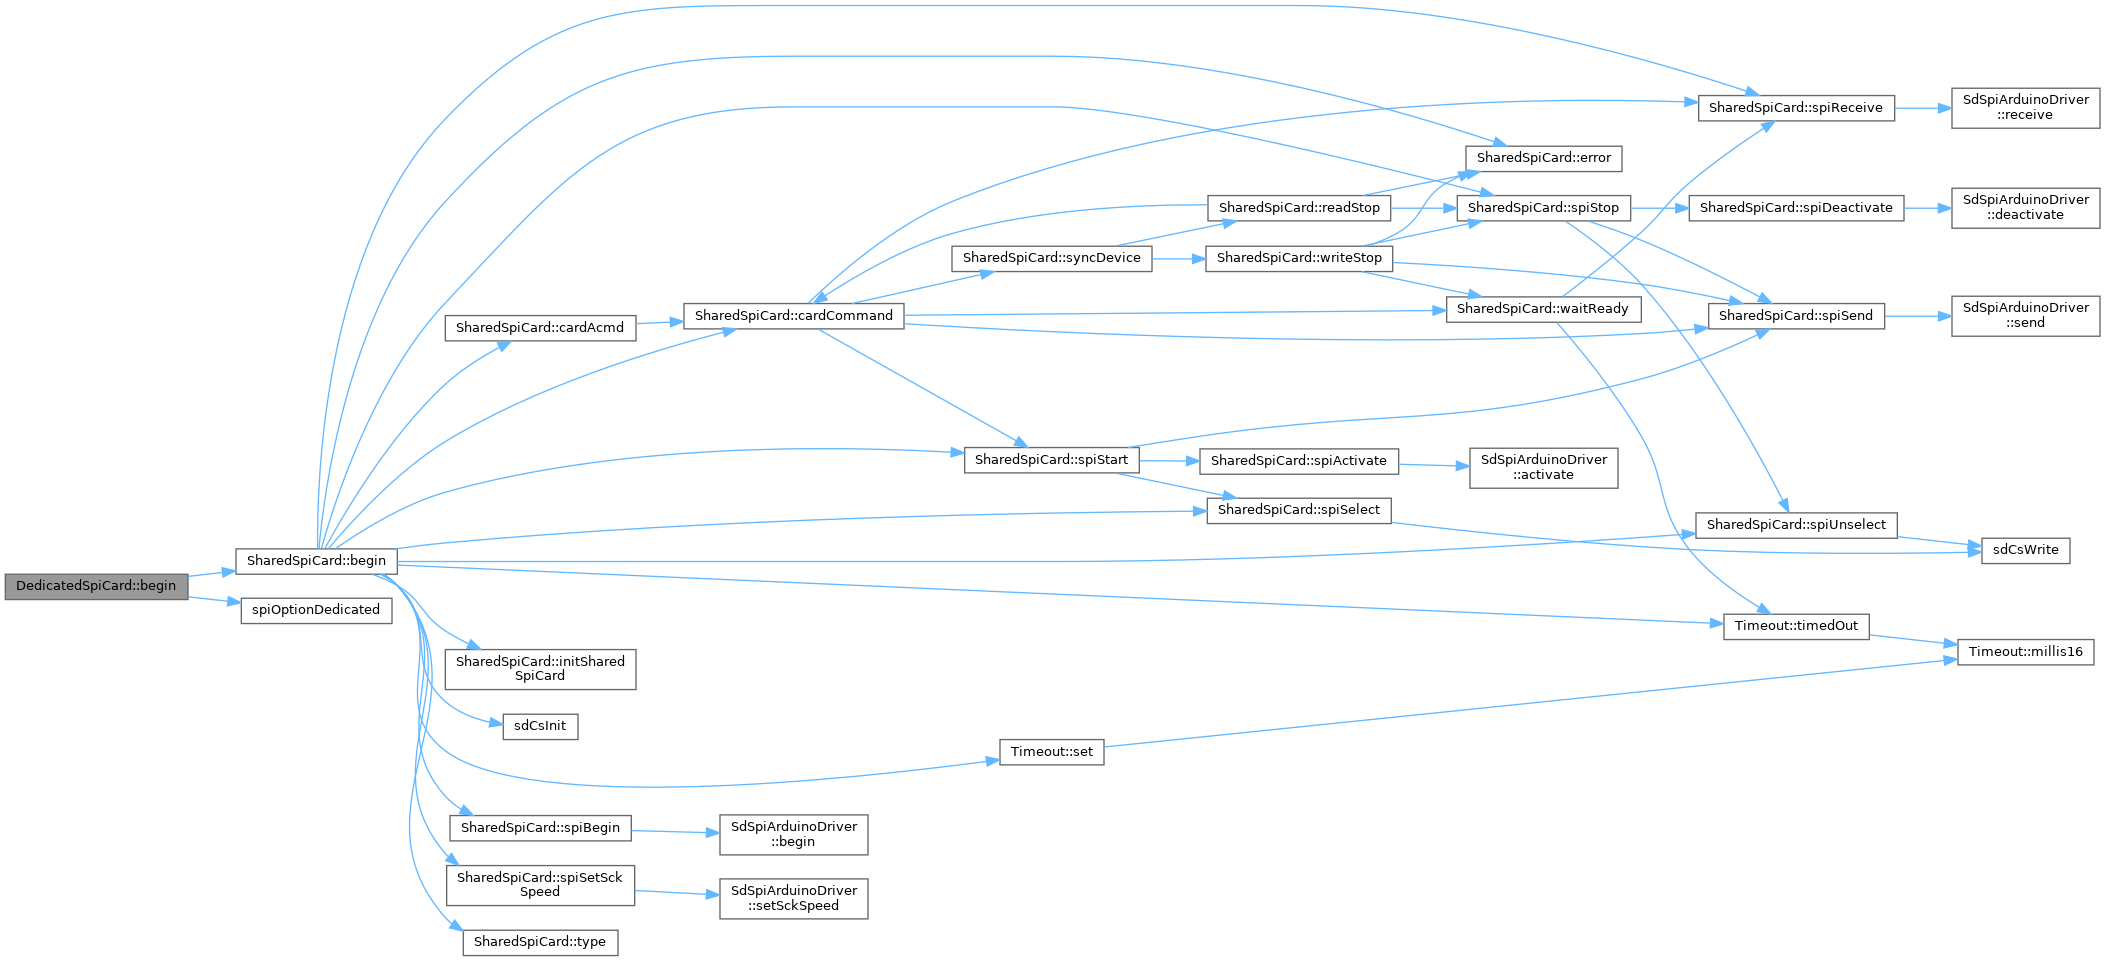 SharedSpiCard::spiReceive
SdSpiArduinoDriver
::receive
SharedSpiCard::error
SharedSpiCard::readStop
SharedSpiCard::spiStop
SharedSpiCard::spiDeactivate
SdSpiArduinoDriver
::deactivate
SharedSpiCard::syncDevice
SharedSpiCard::writeStop
SharedSpiCard::cardAcmd
SharedSpiCard::cardCommand
SharedSpiCard::waitReady
SharedSpiCard::spiSend
SdSpiArduinoDriver
::send
SharedSpiCard::spiStart
SharedSpiCard::spiActivate
SdSpiArduinoDriver
::activate
SharedSpiCard::spiSelect
SharedSpiCard::spiUnselect
sdCsWrite
SharedSpiCard::begin
DedicatedSpiCard::begin
spiOptionDedicated
Timeout::timedOut
Timeout::millis16
SharedSpiCard::initShared
SpiCard
sdCsInit
Timeout::set
SharedSpiCard::spiBegin
SdSpiArduinoDriver
::begin
SharedSpiCard::spiSetSck
Speed
SdSpiArduinoDriver
::setSckSpeed
SharedSpiCard::type